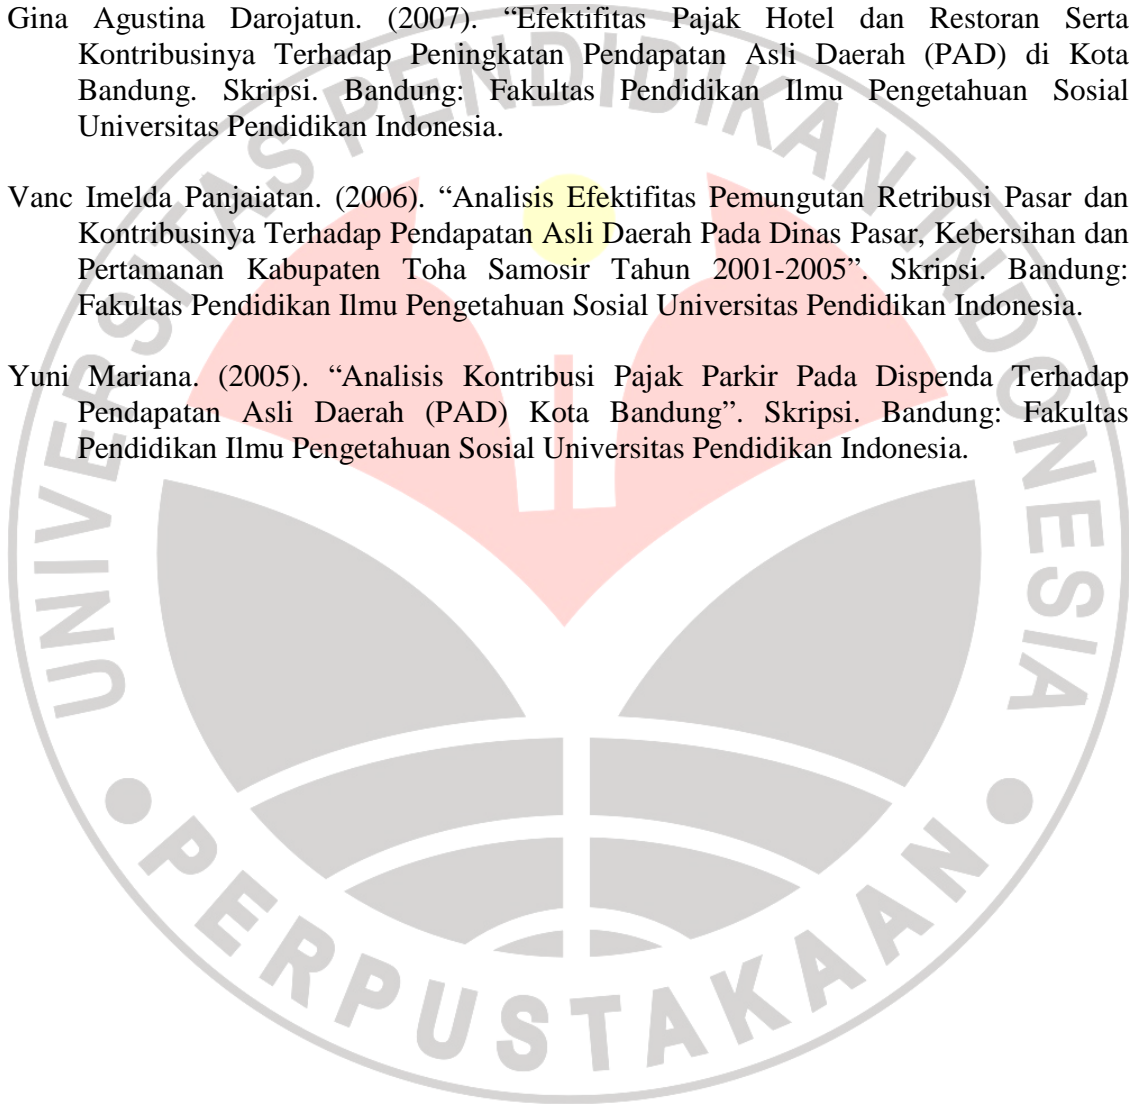 Gina Agustina Darojatun. (2007). “Efektifitas Pajak Hotel dan Restoran Serta
Kontribusinya Terhadap Peningkatan Pendapatan Asli Daerah (PAD) di Kota
Bandung. Skripsi. Bandung: Fakultas Pendidikan Ilmu Pengetahuan Sosial
Universitas Pendidikan Indonesia.
Vanc Imelda Panjaiatan. (2006). “Analisis Efektifitas Pemungutan Retribusi Pasar dan
Kontribusinya Terhadap Pendapatan Asli Daerah Pada Dinas Pasar, Kebersihan dan
Pertamanan Kabupaten Toha Samosir Tahun 2001-2005”. Skripsi. Bandung:
Fakultas Pendidikan Ilmu Pengetahuan Sosial Universitas Pendidikan Indonesia.
Yuni Mariana. (2005). “Analisis Kontribusi Pajak Parkir Pada Dispenda Terhadap
Pendapatan Asli Daerah (PAD) Kota Bandung”. Skripsi. Bandung: Fakultas
Pendidikan Ilmu Pengetahuan Sosial Universitas Pendidikan Indonesia.
UNIVERSITAS PENDIDIKAN INDONESIA
PERPUSTAKAAN